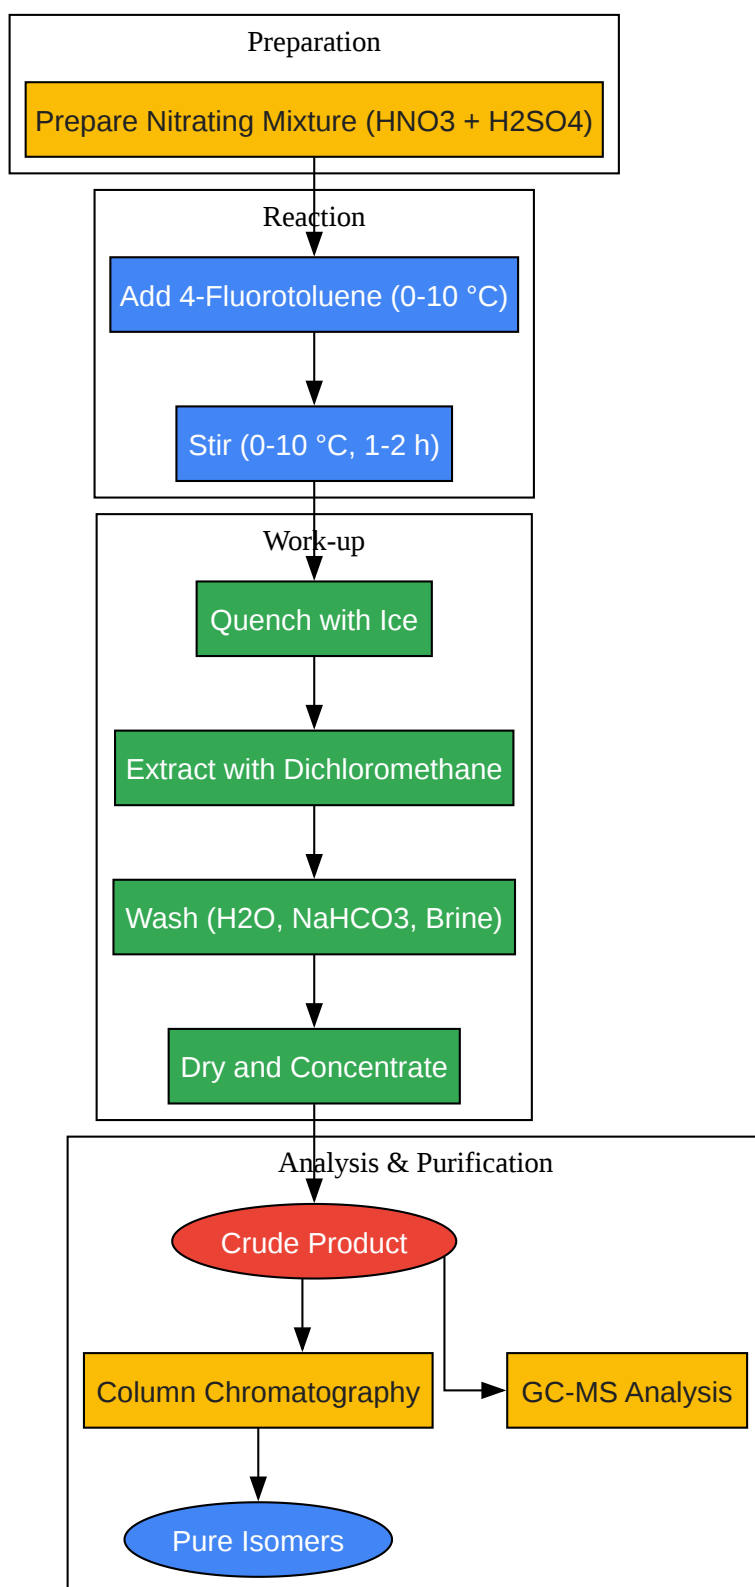 Preparation
Prepare Nitrating Mixture (HNO3 + H2SO4)
Reaction
Add 4-Fluorotoluene (0-10 °C)
Stir (0-10 °C, 1-2 h)
Work-up
Quench with Ice
Extract with Dichloromethane
Wash (H2O, NaHCO3, Brine)
Dry and Concentrate
Analysis & Purification
Crude Product
Column Chromatography
GC-MS Analysis
Pure Isomers